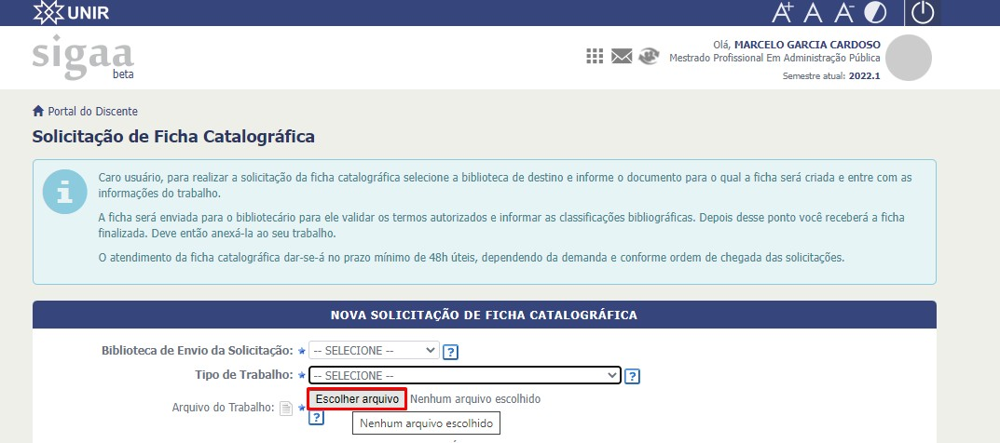 UNIR
A+ A A-
sigaa
beta
Olá, MARCELO GARCIA CARDOSO
Mestrado Profissional Em Administração Pública
Semestre atual: 2022.1
Portal do Discente
Solicitação de Ficha Catalográfica
Caro usuário, para realizar a solicitação da ficha catalográfica selecione a biblioteca de destino e informe o documento para o qual a ficha será criada e entre com as
informações do trabalho.
A ficha será enviada para o bibliotecário para ele validar os termos autorizados e informar as classificações bibliográficas. Depois desse ponto você receberá a ficha
finalizada. Deve então anexá-la ao seu trabalho.
O atendimento da ficha catalográfica dar-se-á no prazo mínimo de 48h úteis, dependendo da demanda e conforme ordem de chegada das solicitações.
NOVA SOLICITAÇÃO DE FICHA CATALOGRÁFICA
Biblioteca de Envio da Solicitação: -- SELECIONE -- ?
Tipo de Trabalho: -- SELECIONE -- ?
Arquivo do Trabalho: Escolher arquivo Nenhum arquivo escolhido
?
Nenhum arquivo escolhido